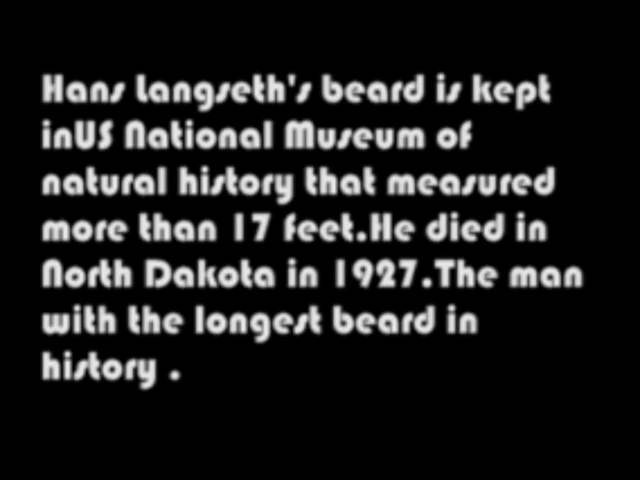 Hans Langseth's beard is kept
inUS National Museum of
natural history that measured
more than 17 feet.He died in
North Dakota in 1927.The man
with the longest beard in
history .